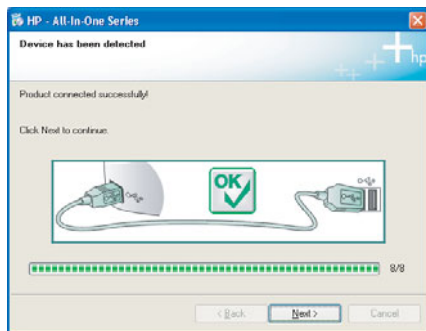 HP - All-In-One Series
Device has been detected
hp
Product connected successfully!
Click Next to continue.
OK
8/8
< Back
Next >
Cancel